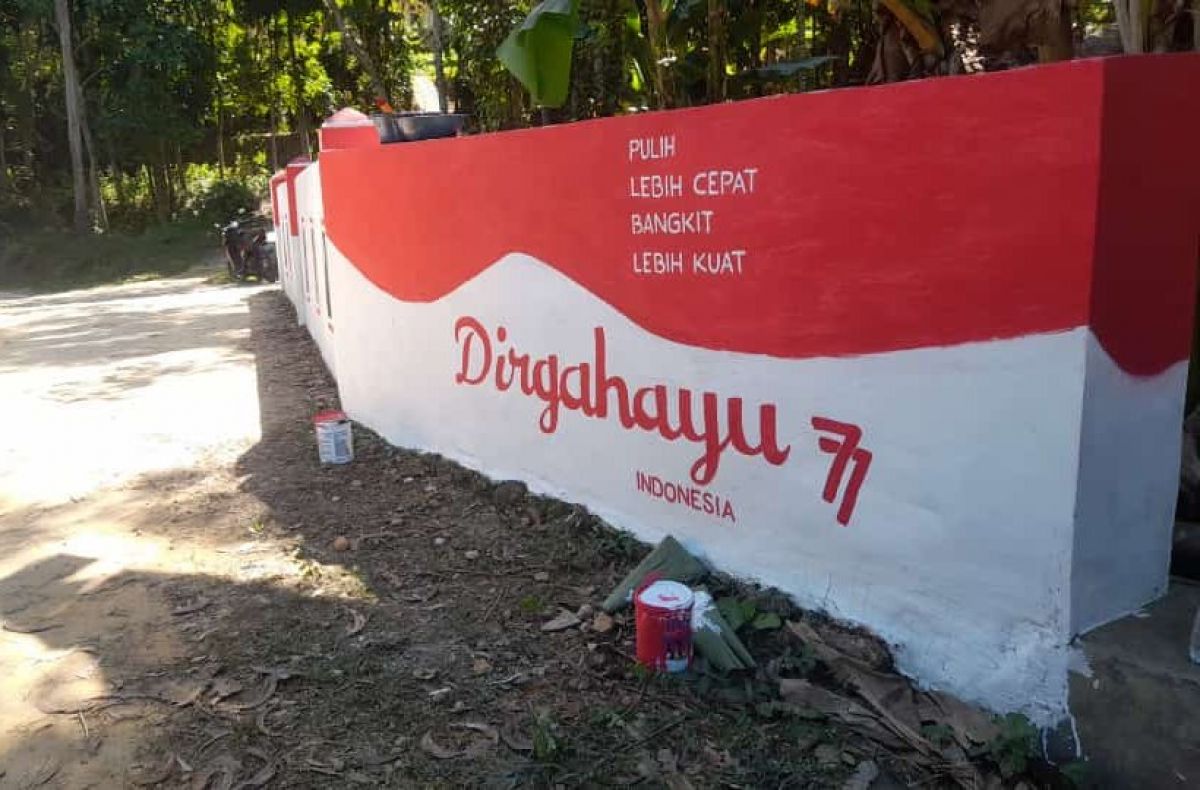 PULIH
LEBIH CEPAT
BANGKIT
LEBIH KUAT
Dirgahayu 77
INDONESIA